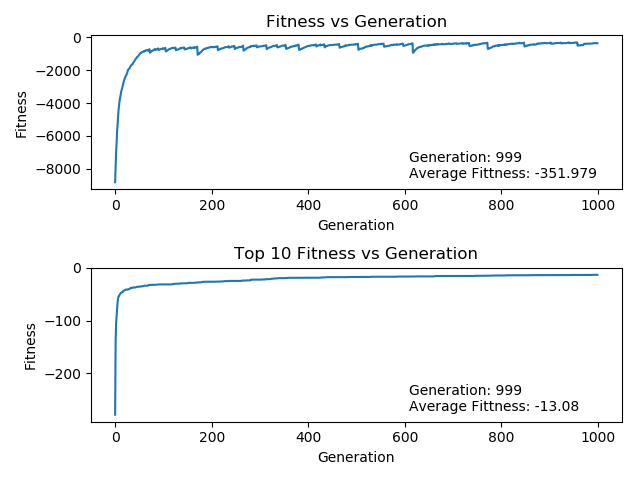 Fitness vs Generation
0
−2000
−4000
−6000
−8000
Fitness
Generation: 999
Average Fittness: -351.979
0 200 400 600 800 1000
Generation
Top 10 Fitness vs Generation
0
−100
−200
Fitness
Generation: 999
Average Fittness: -13.08
0 200 400 600 800 1000
Generation